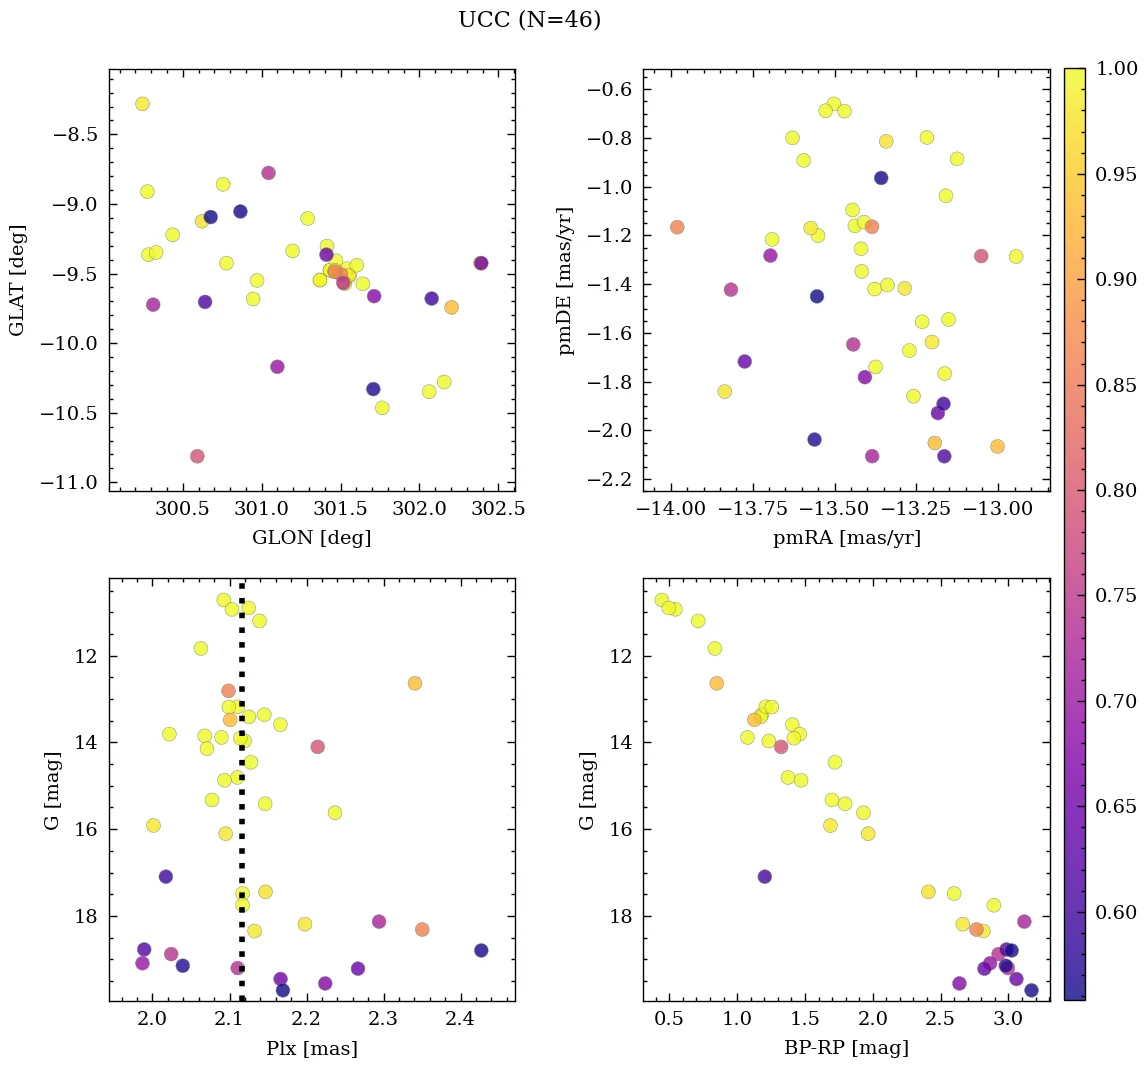 UCC (N=46)
−8.5
−9.0
−9.5
−10.0
−10.5
−11.0
GLAT [deg]
300.5 301.0 301.5 302.0 302.5
GLON [deg]
−0.6
−0.8
−1.0
−1.2
−1.4
−1.6
−1.8
−2.0
−2.2
pmDE [mas/yr]
−14.00 −13.75 −13.50 −13.25 −13.00
pmRA [mas/yr]
12
14
16
18
G [mag]
2.0 2.1 2.2 2.3 2.4
Plx [mas]
12
14
16
18
G [mag]
0.5 1.0 1.5 2.0 2.5 3.0
BP-RP [mag]
1.00
0.95
0.90
0.85
0.80
0.75
0.70
0.65
0.60